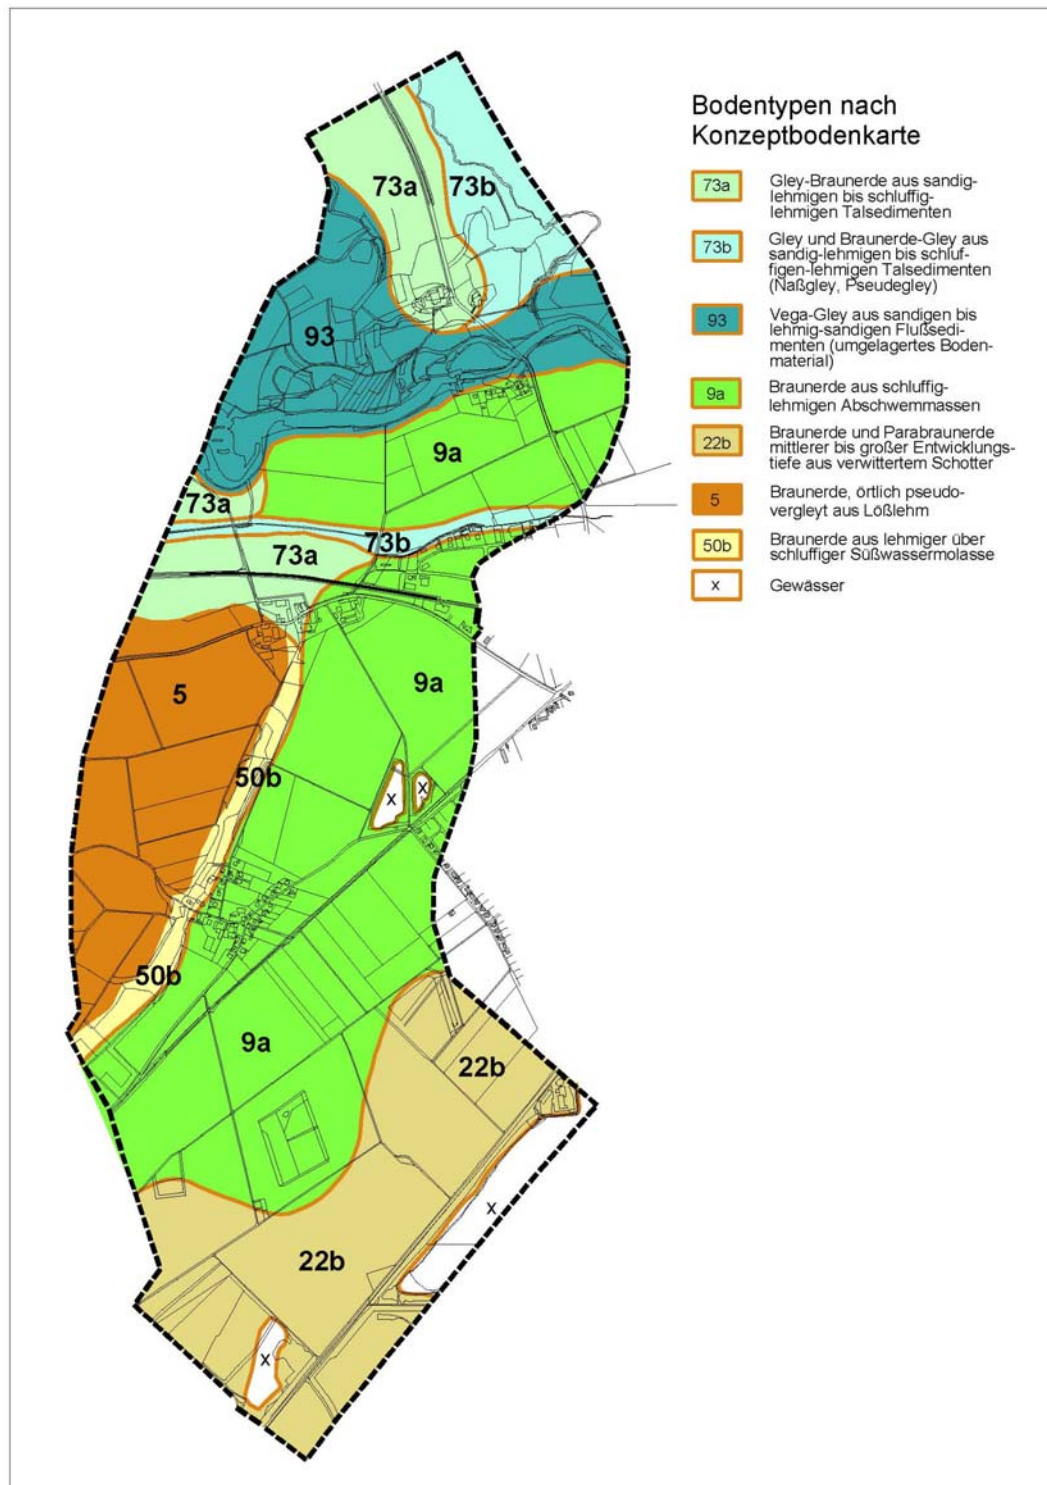 Bodentypen nach
Konzeptbodenkarte
73a
Gley-Braunerde aus sandig-
lehmigen bis schluffig-
lehmigen Talsedimenten
73b
Gley und Braunerde-Gley aus
sandig-lehmigen bis schluf-
figen-lehmigen Talsedimenten
(Naßgley, Pseudegley)
93
Vega-Gley aus sandigen bis
lehmig-sandigen Flußsedi-
menten (umgelagertes Boden-
material)
9a
Braunerde aus schluffig-
lehmigen Abschwemmassen
22b
Braunerde und Parabraunerde
mittlerer bis großer Entwicklungs-
tiefe aus verwittertem Schotter
5
Braunerde, örtlich pseudo-
vergleyt aus Lößlehm
50b
Braunerde aus lehmiger über
schluffiger Süßwassermolasse
x
Gewässer
73a
73b
93
9a
73a
73b
73a
9a
5
50b
x
x
50b
9a
22b
x
22b
x